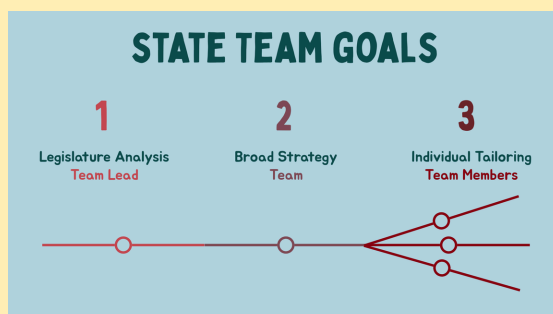 STATE TEAM GOALS
1
2
3
Legislature Analysis
Team Lead
Broad Strategy
Team
Individual Tailoring
Team Members